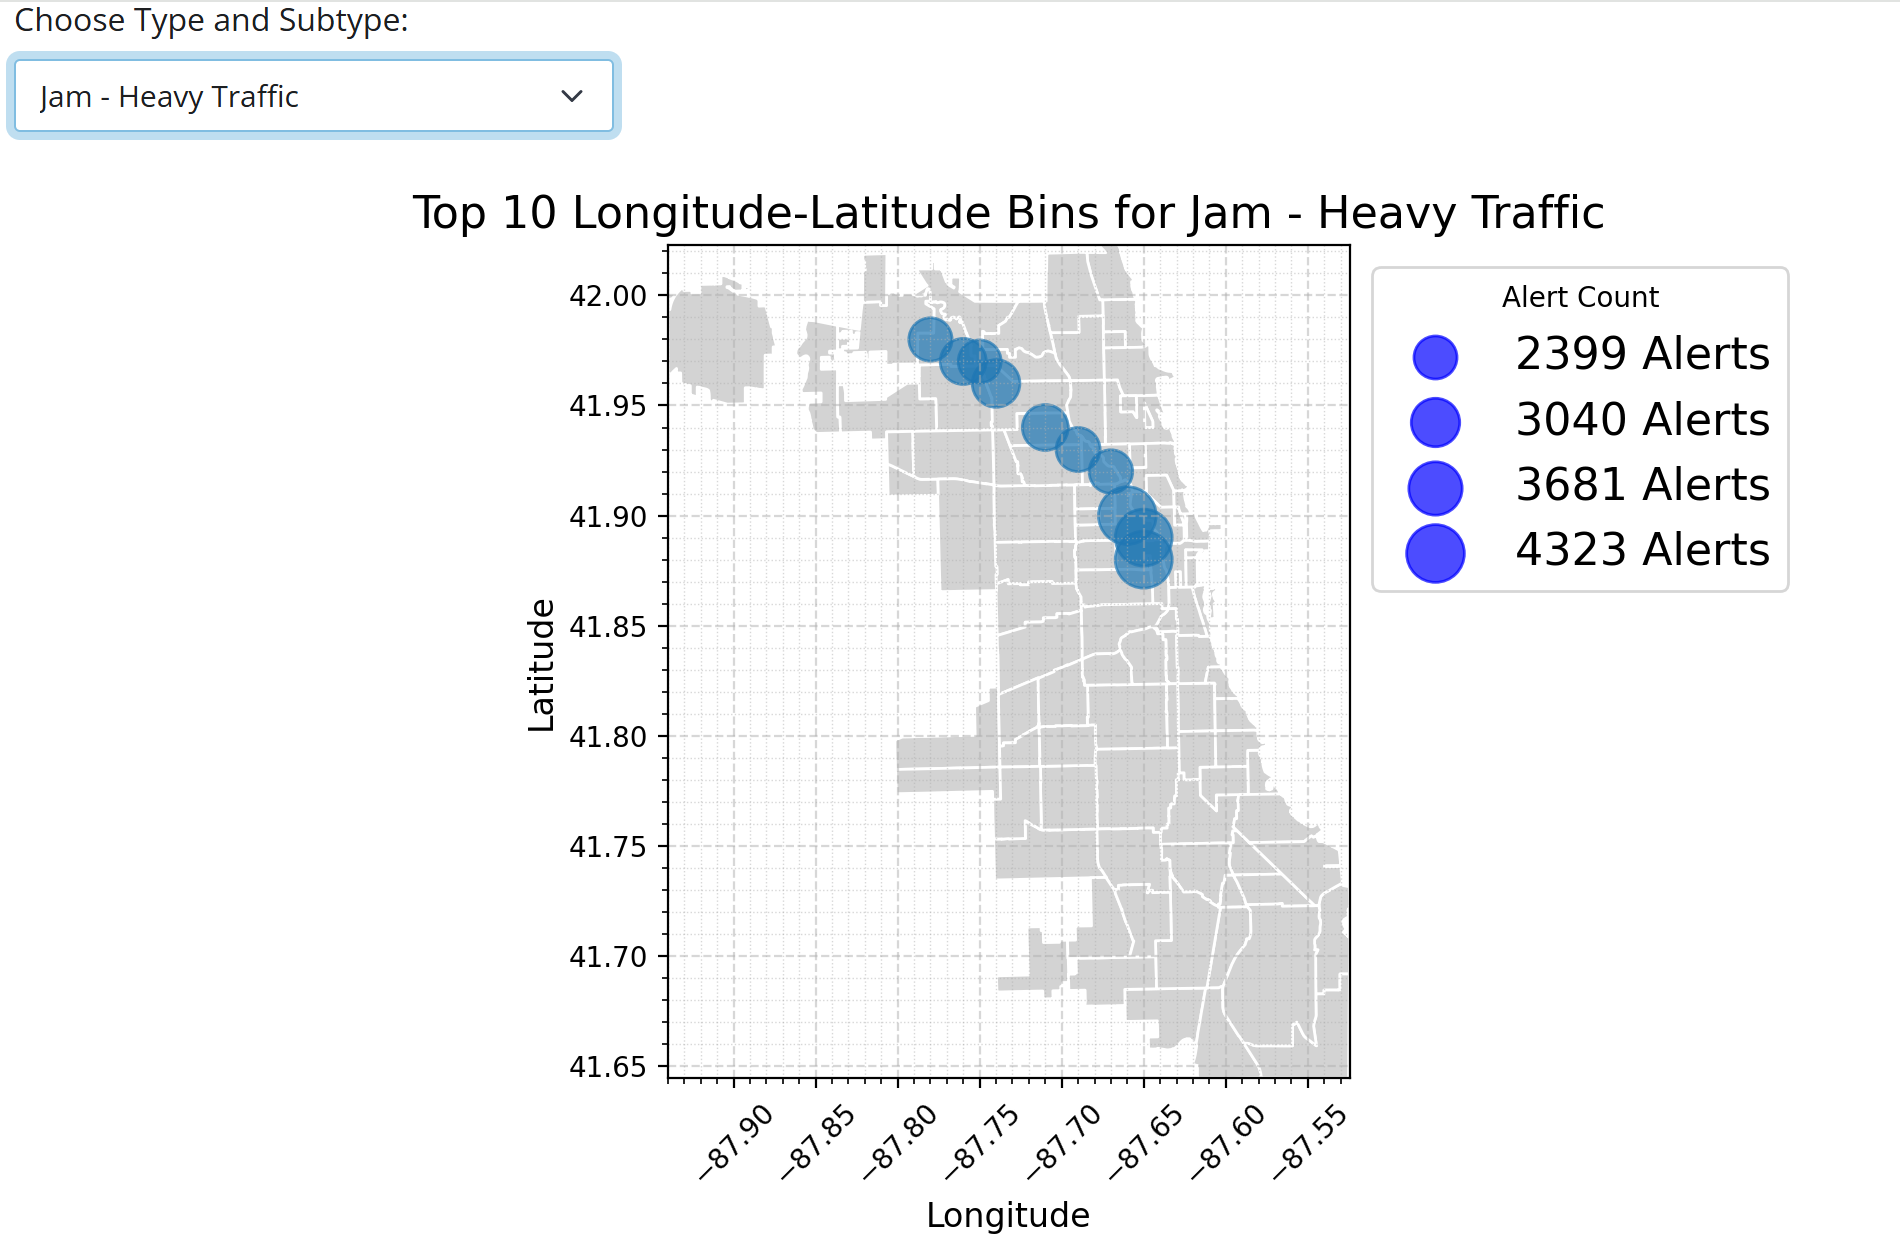 Choose Type and Subtype:
Jam - Heavy Traffic
Top 10 Longitude-Latitude Bins for Jam - Heavy Traffic
Alert Count
2399 Alerts
3040 Alerts
3681 Alerts
4323 Alerts
Latitude
42.00
41.95
41.90
41.85
41.80
41.75
41.70
41.65
−87.90
−87.85
−87.80
−87.75
−87.70
−87.65
−87.60
−87.55
Longitude